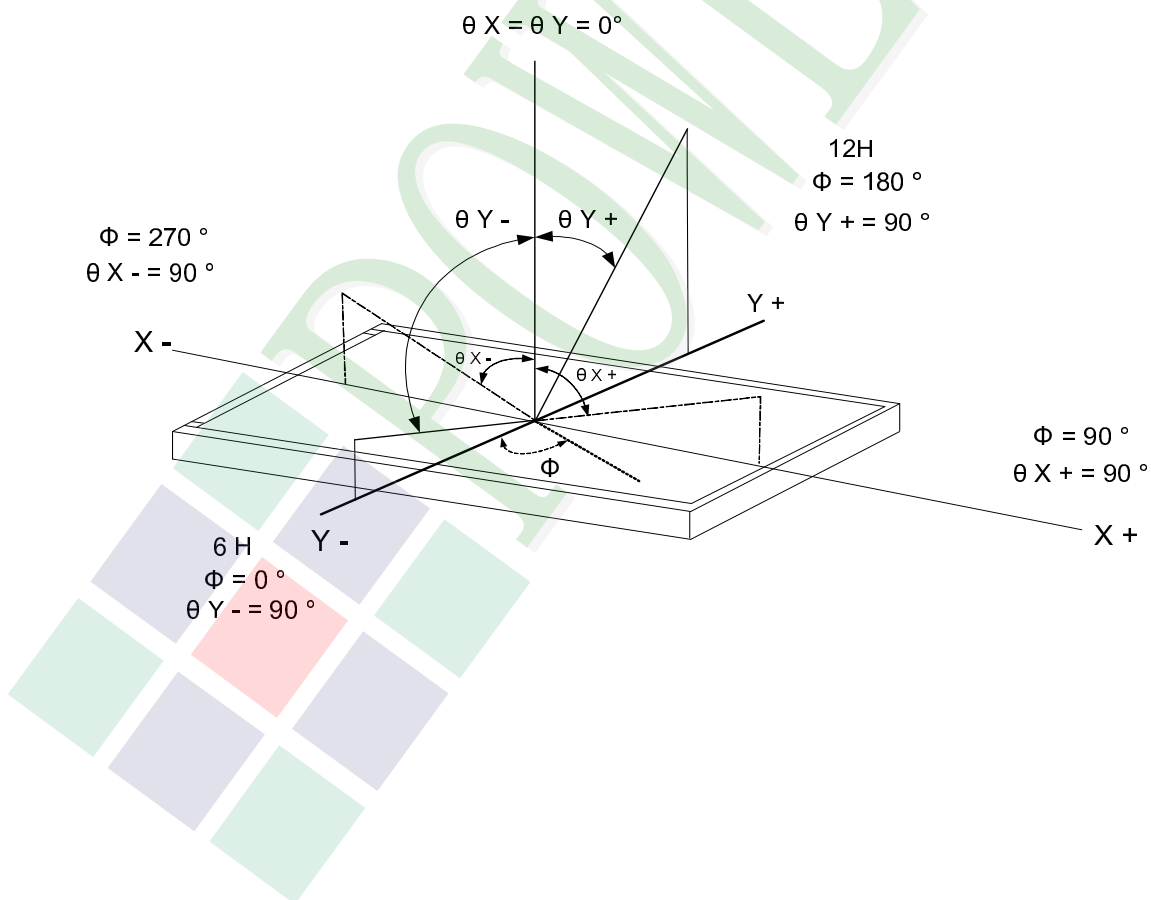 θ X = θ Y = 0°
12H
Φ = 180 °
θ Y + = 90 °
θ Y -
θ Y +
Φ = 270 °
θ X - = 90 °
X -
Y +
θ X -
θ X +
Φ
Φ = 90 °
θ X + = 90 °
X +
Y -
6 H
Φ = 0 °
θ Y - = 90 °